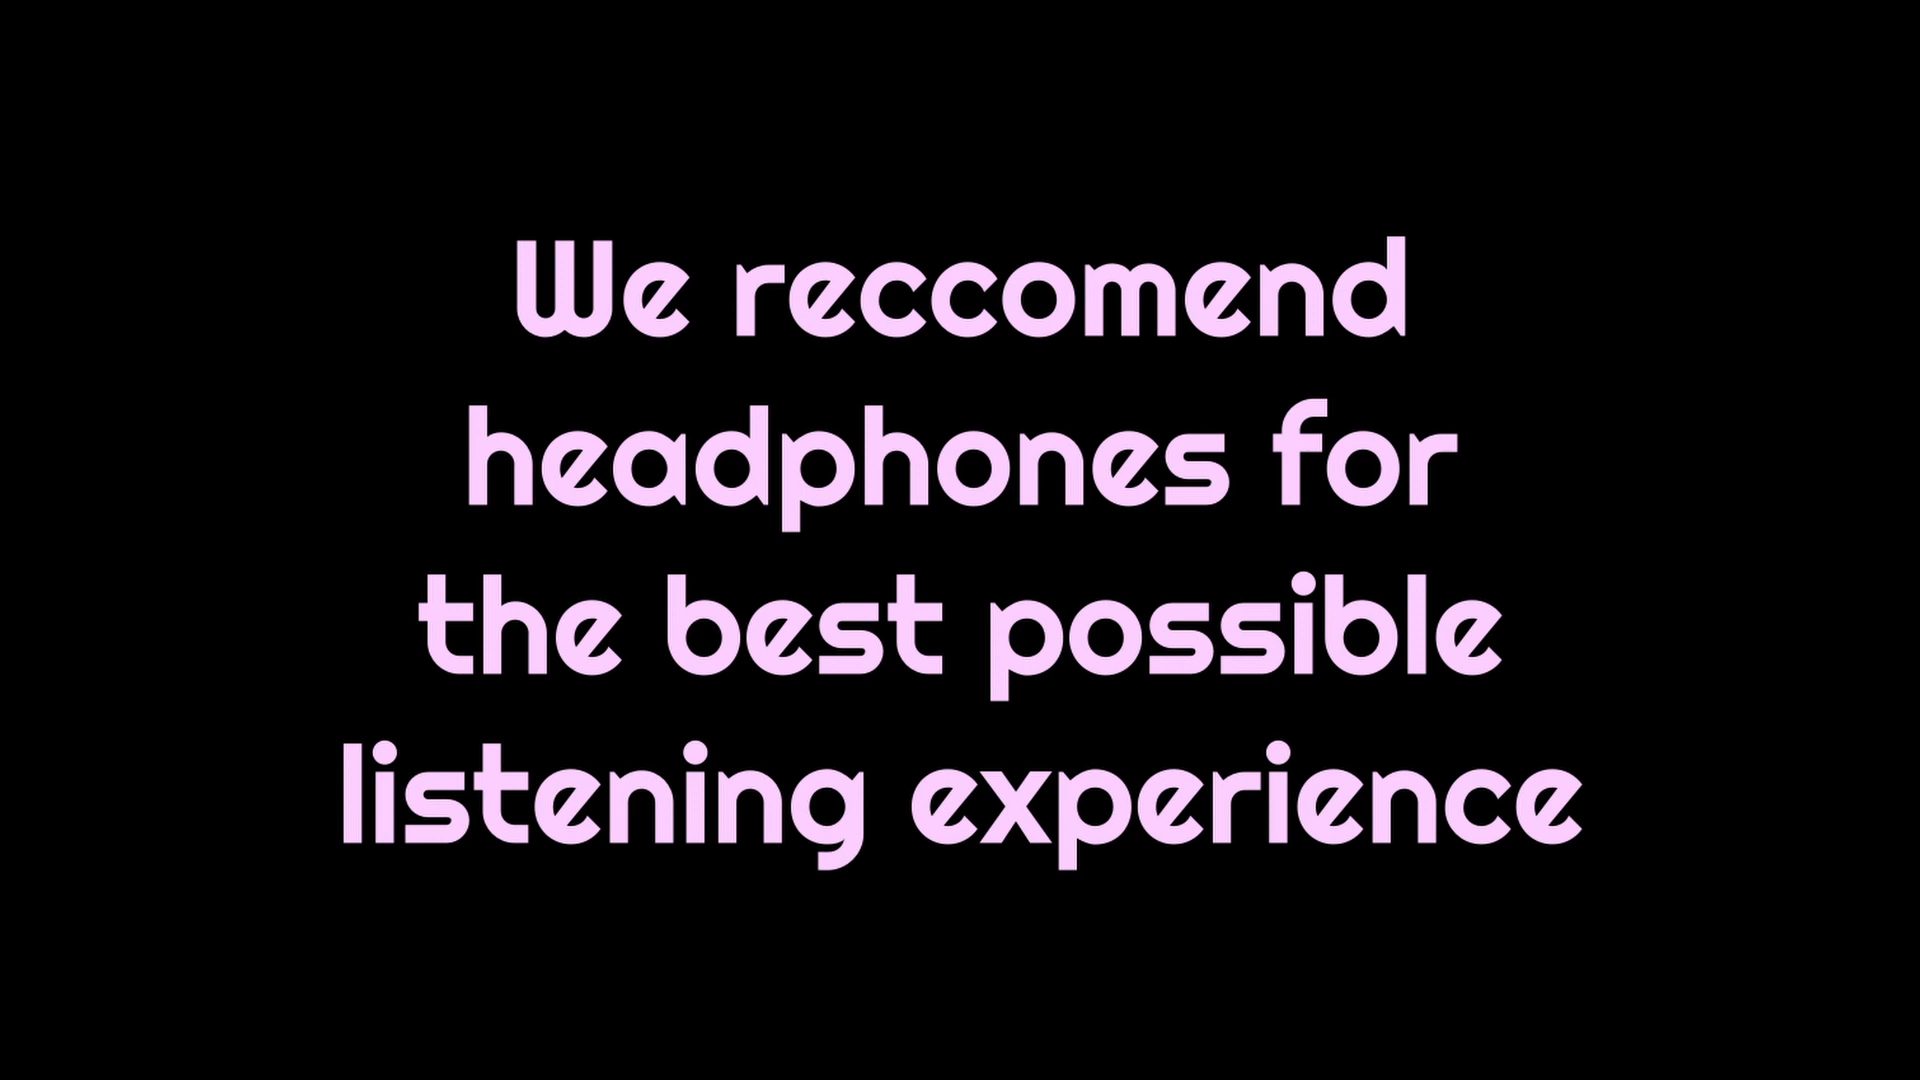 We reccomend
headphones for
the best possible
listening experience